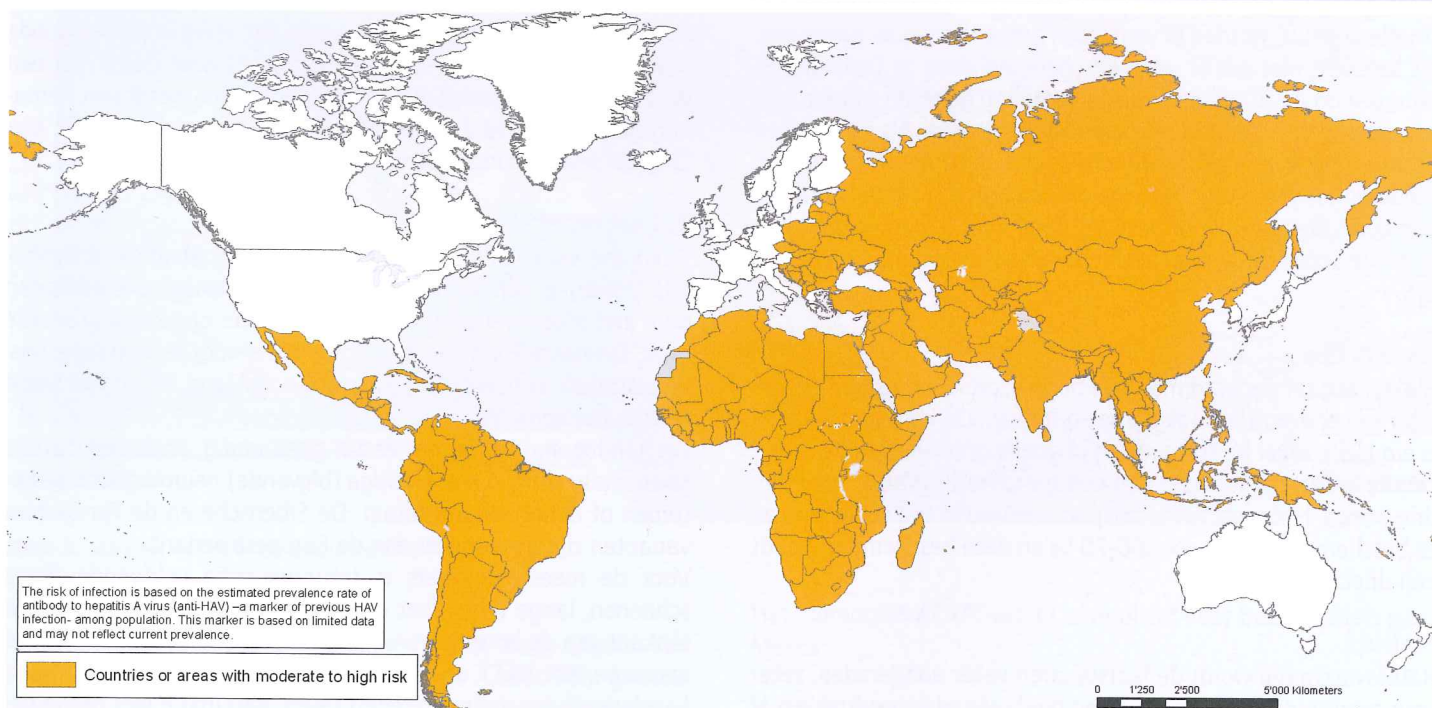 The risk of infection is based on the estimated prevalence rate of
antibody to hepatitis A virus (anti-HAV) –a marker of previous HAV
infection- among population. This marker is based on limited data
and may not reflect current prevalence.
Countries or areas with moderate to high risk
0 1'250 2'500 5'000 Kilometers